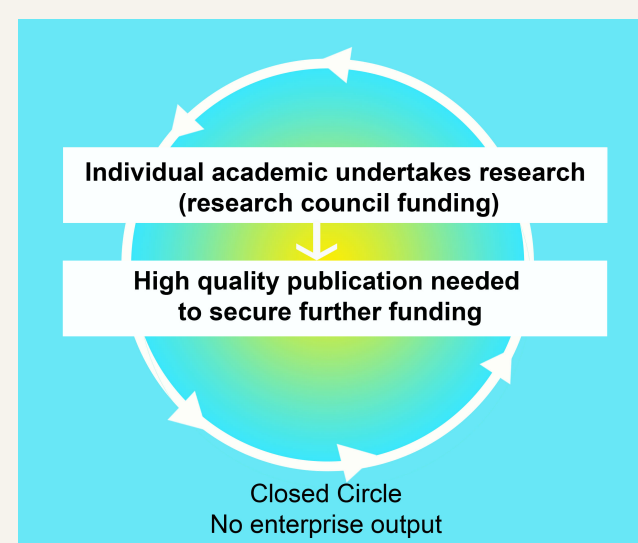 Individual academic undertakes research
(research council funding)
High quality publication needed
to secure further funding
Closed Circle
No enterprise output